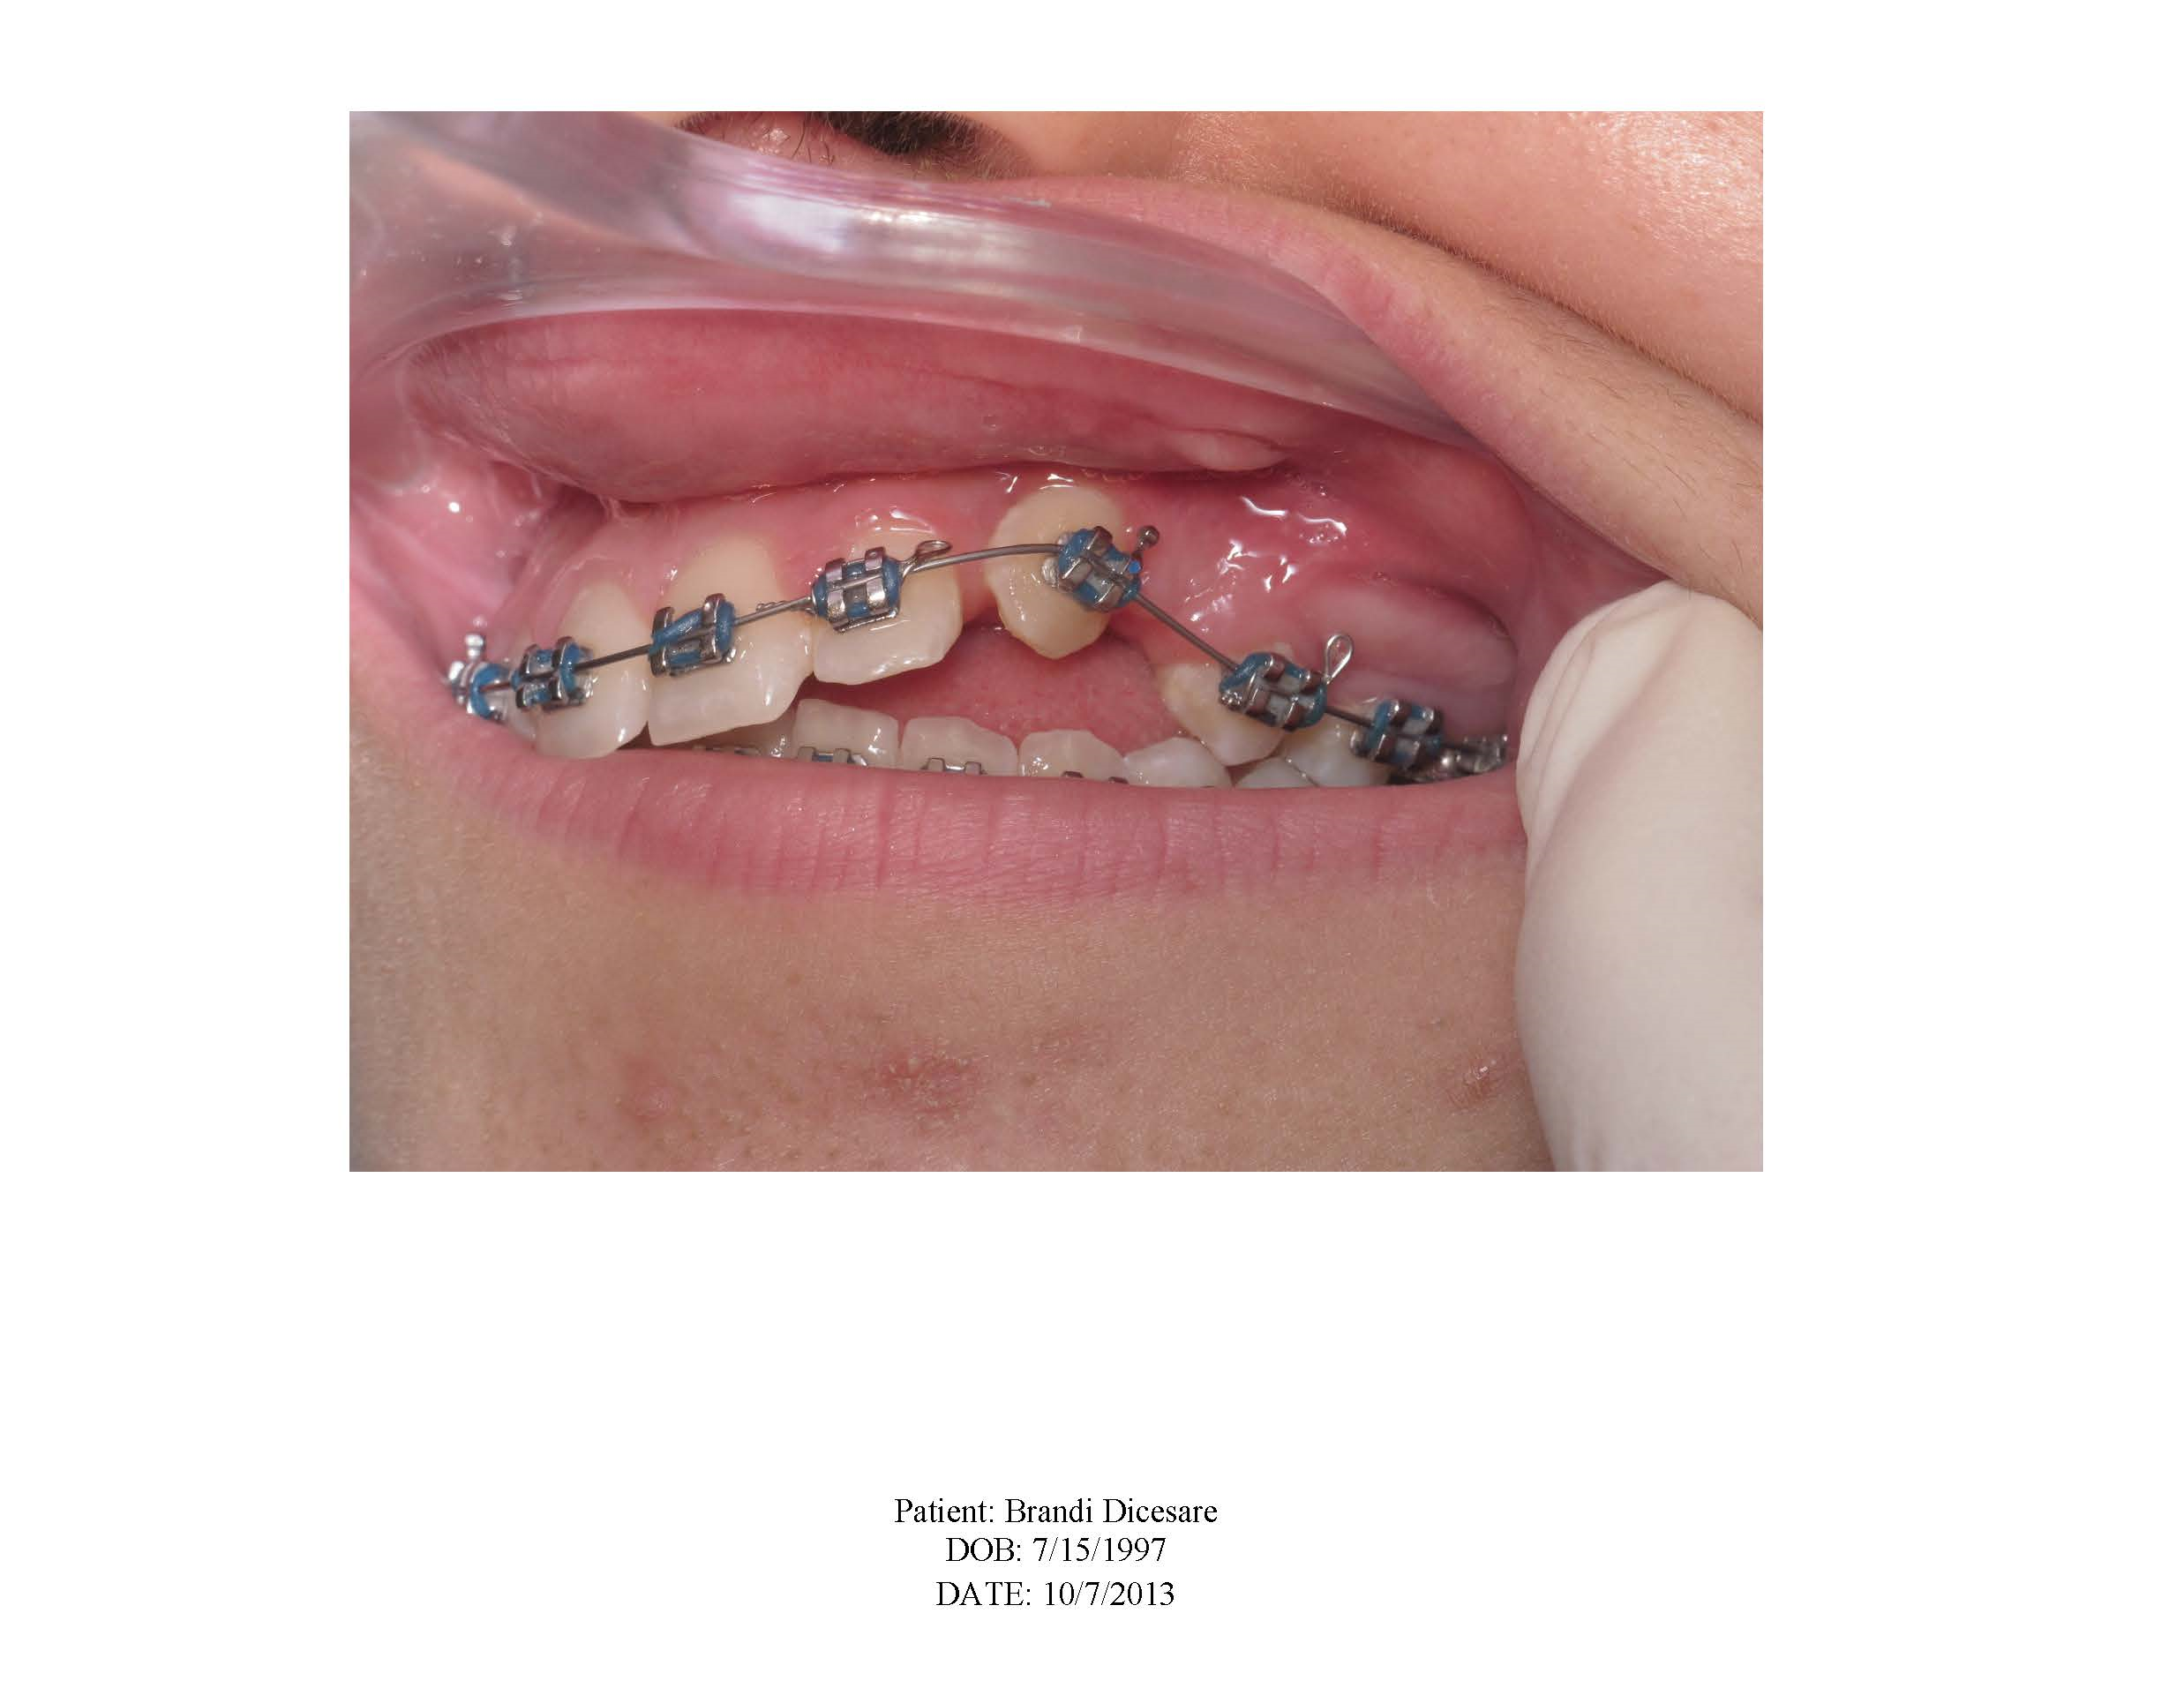 Patient: Brandi Dicesare
DOB: 7/15/1997
DATE: 10/7/2013